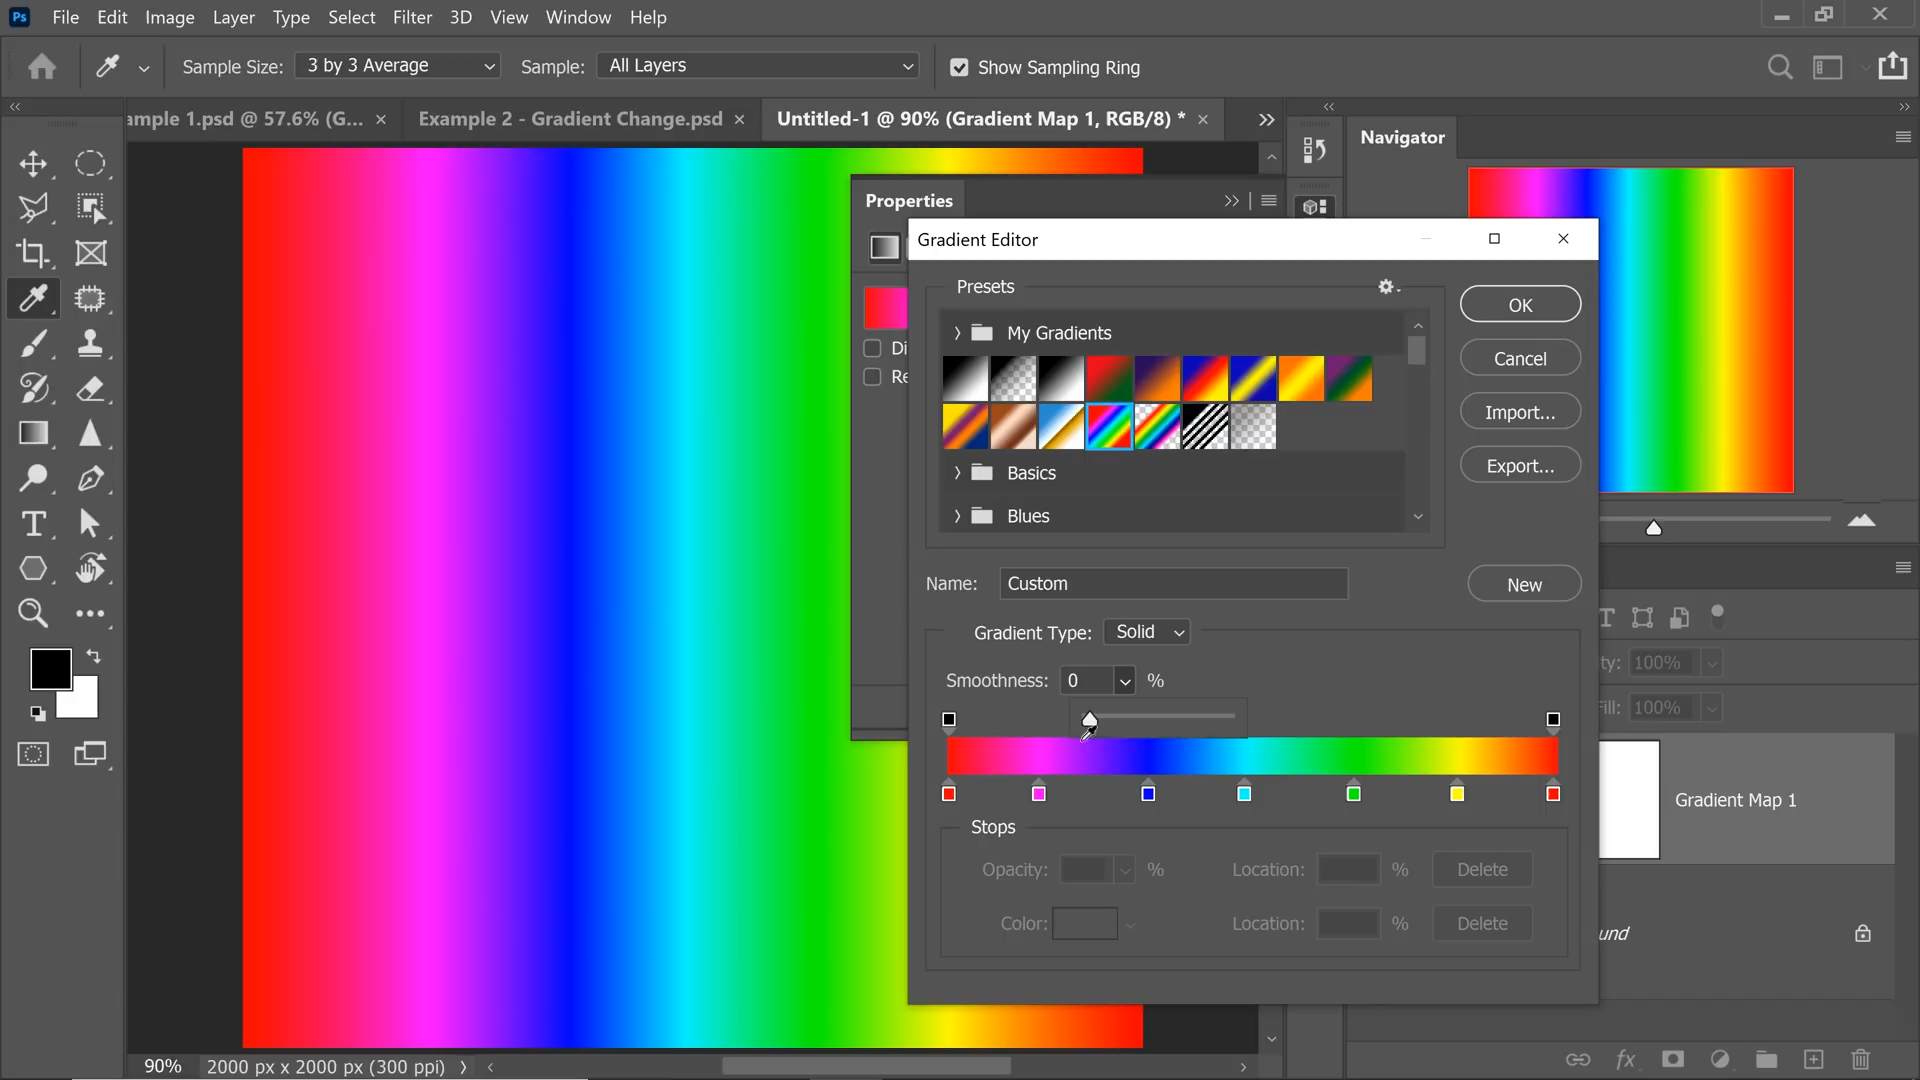 Ps File Edit Image Layer Type Select Filter 3D View Window Help
Sample Size: 3 by 3 Average Sample: All Layers Show Sampling Ring
ample 1.psd @ 57.6% (G... Example 2 - Gradient Change.psd Untitled-1 @ 90% (Gradient Map 1, RGB/8) *
Navigator
Properties
Gradient Editor
Presets
OK
My Gradients
Di
Cancel
Re
Import...
Export...
Basics
Blues
Name: Custom
New
Gradient Type: Solid
ty: 100%
Smoothness: 0 %
Fill: 100%
Gradient Map 1
Stops
Opacity: % Location: % Delete
Color: Location: % Delete
und
90% 2000 px x 2000 px (300 ppi)
fx